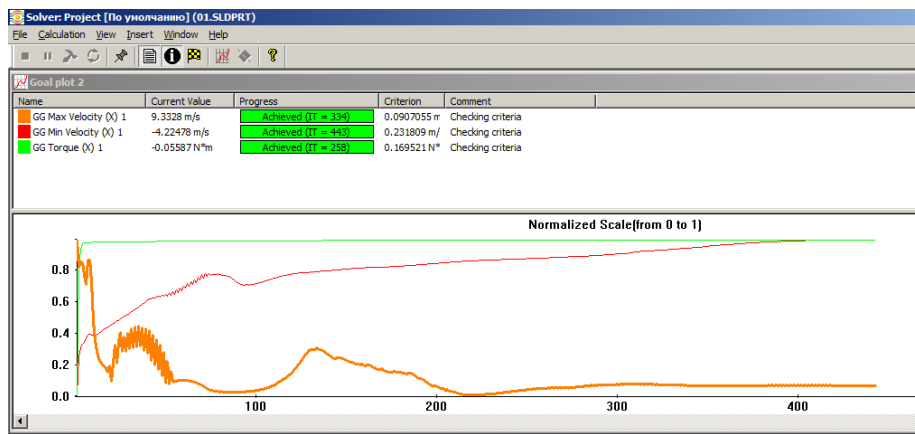 Solver: Project [По умолчанию] (01.SLDPRT)
File Calculation View Insert Window Help
Goal plot 2
Name Current Value Progress Criterion Comment
GG Max Velocity (X) 1 9.3328 m/s Achieved (IT = 334) 0.0907055 m Checking criteria
GG Min Velocity (X) 1 -4.22478 m/s Achieved (IT = 443) 0.231809 m/ Checking criteria
GG Torque (X) 1 -0.05587 N*m Achieved (IT = 258) 0.169521 N* Checking criteria
Normalized Scale(from 0 to 1)
0.8
0.6
0.4
0.2
0.0
100 200 300 400